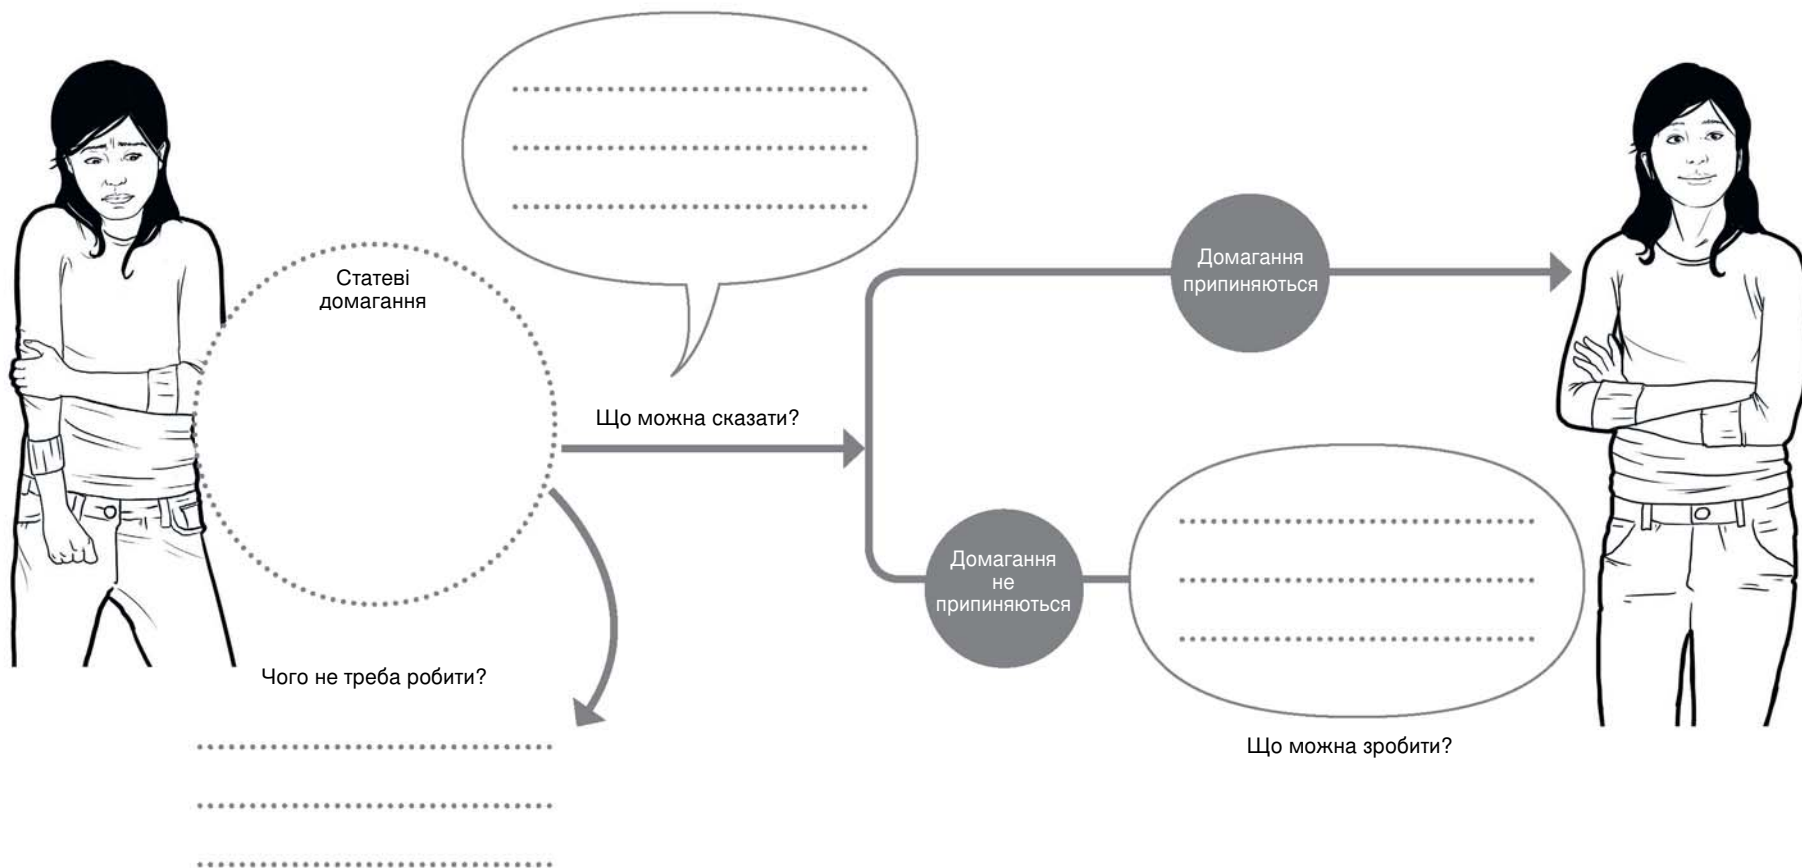 Статеві
домагання
Що можна сказати?
Домагання
припиняються
Домагання
не
припиняються
Чого не треба робити?
Що можна зробити?